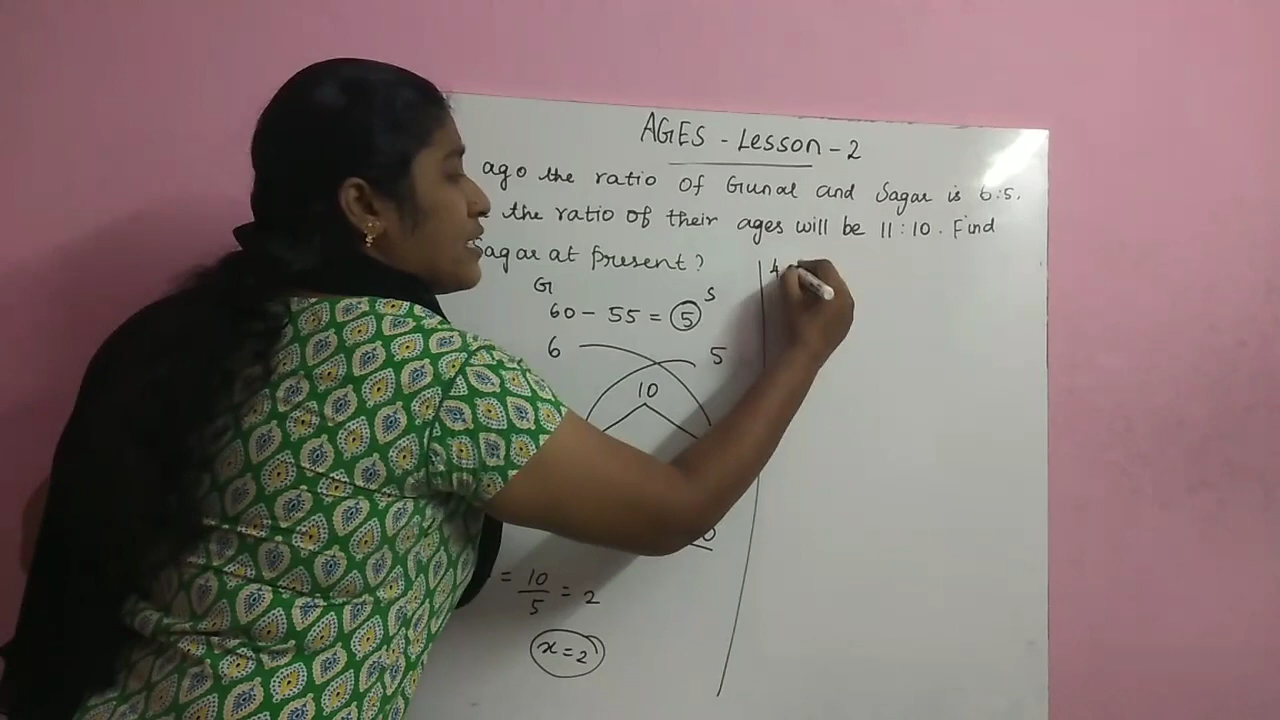 AGES - Lesson - 2
ago the ratio of Gunal and Sagar is 6:5.
the ratio of their ages will be 11:10. Find
Sagar at present?
G S
60 - 55 = 5
6 5
10
= 10/5 = 2
x = 2
4